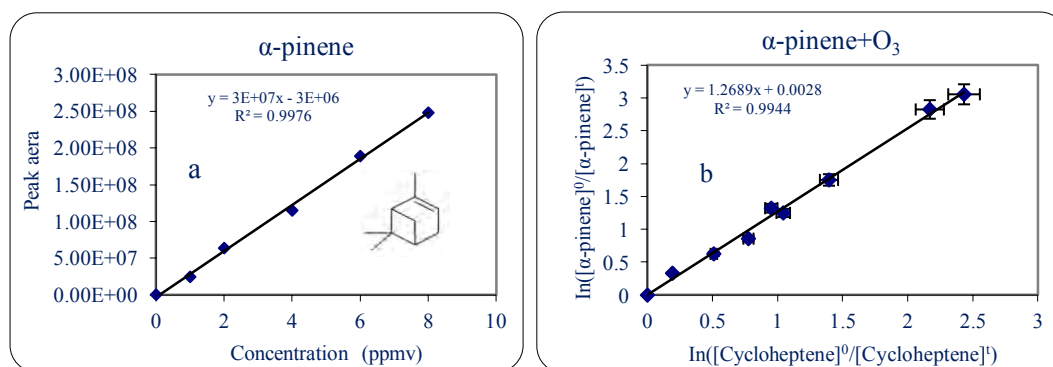 α-pinene
3.00E+08
2.50E+08
2.00E+08
1.50E+08
1.00E+08
5.00E+07
0.00E+00
Peak aera
y = 3E+07x - 3E+06
R² = 0.9976
a
0 2 4 6 8 10
Concentration (ppmv)
α-pinene+O₃
3.5
3
2.5
2
1.5
1
0.5
0
In([α-pinene]⁰/[α-pinene]ᵗ)
y = 1.2689x + 0.0028
R² = 0.9944
b
0 0.5 1 1.5 2 2.5 3
In([Cycloheptene]⁰/[Cycloheptene]ᵗ)